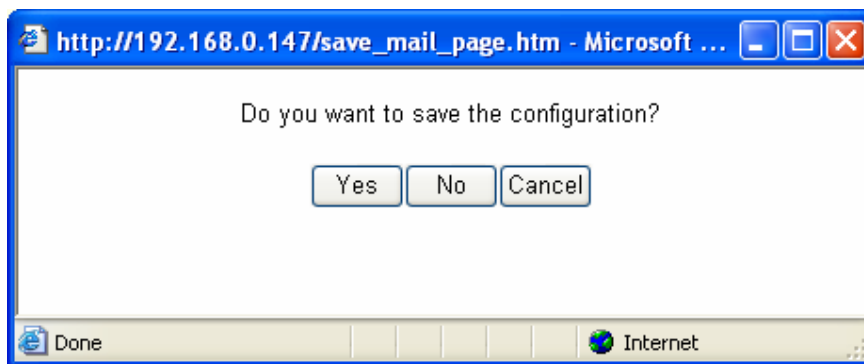 http://192.168.0.147/save_mail_page.htm - Microsoft ...
Do you want to save the configuration?
Yes No Cancel
Done Internet